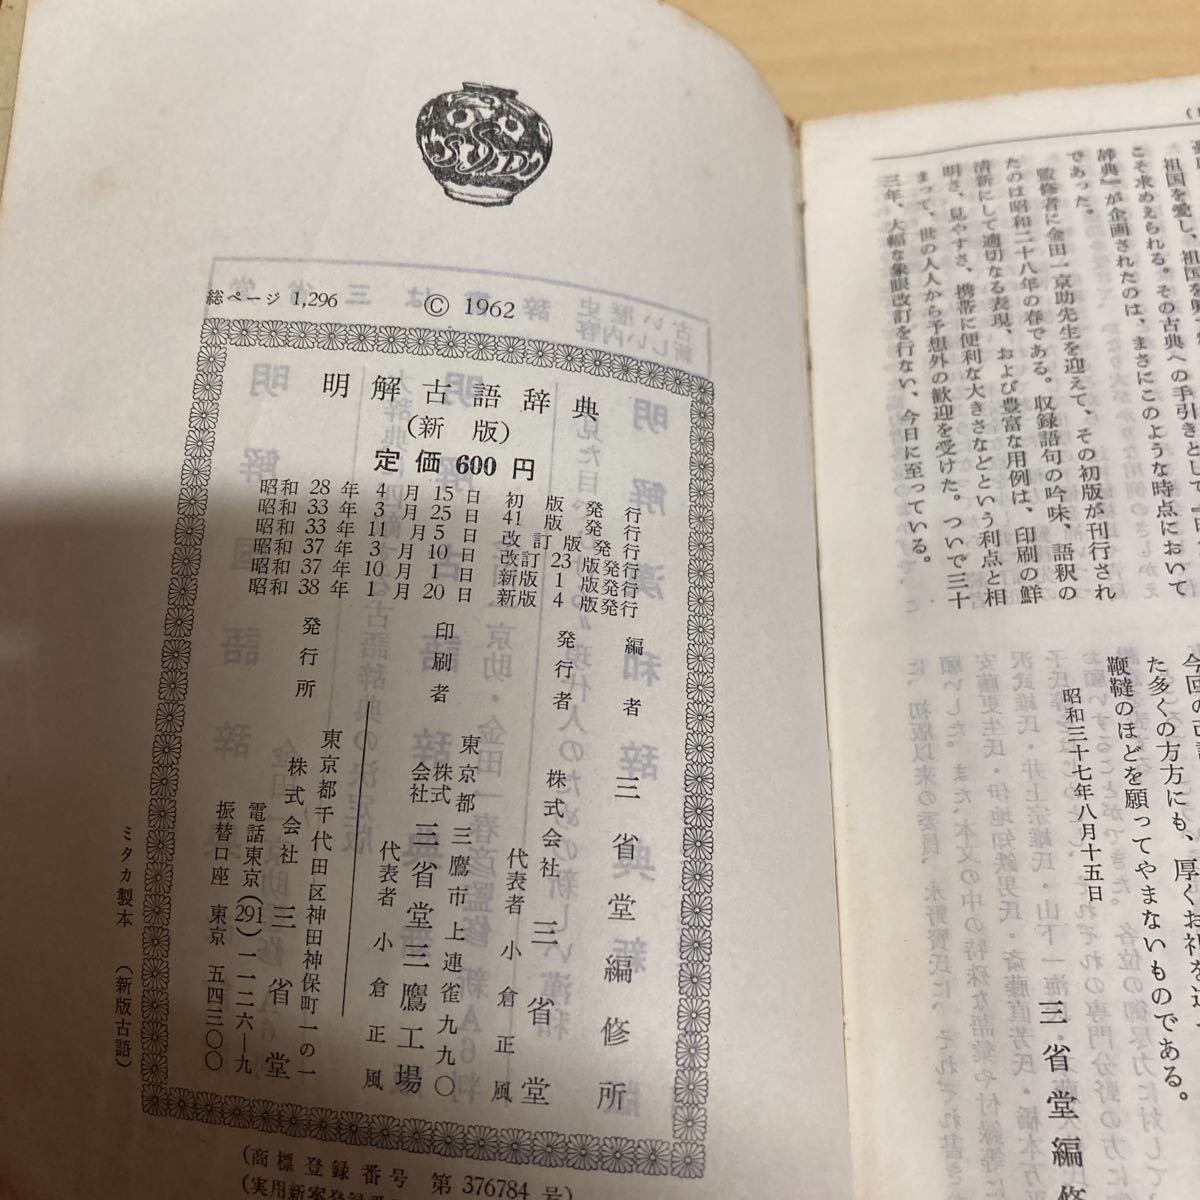 総ページ 1,296
© 1962
明解古語辞典
(新版)
定価 600 円
昭和 28 年 4 月 15 日 初版発行
昭和 33 年 3 月 25 日 41版発行
昭和 33 年 11 月 5 日 改訂版発行
昭和 37 年 3 月 10 日 改訂23版発行
昭和 37 年 10 月 1 日 新版1版発行
昭和 38 年 1 月 20 日 新版4版発行
編者 三省堂編修所
発行者 株式会社 三省堂
代表者 小倉正風
印刷者 東京都三鷹市上連雀九九〇
株式会社 三省堂三鷹工場
代表者 小倉正風
発行所 東京都千代田区神田神保町一の一
株式会社 三省堂
電話東京(291)一一二六―九
振替口座 東京 五四三〇〇
ミタカ製本
(新版古語)
(商標登録番号 第 376784 号)
祖国を愛し、祖国を
こそ求めえられる。その古典への手引きとして『明
辞典』が企画されたのは、まさにこのような時点において
であった。
監修者に金田一京助先生を迎えて、その初版が刊行され
たのは昭和二十八年の春である。収録語句の吟味、語釈の
清新にして適切なる表現、および豊富な用例は、印刷の鮮
明さ、見やすさ、携帯に便利な大きさなどという利点と相
まって、世の人人から予想外の歓迎を受けた。ついで三十
三年、大幅な象眼改訂を行ない、今日に至っている。
た多くの方方にも、厚くお礼を
鞭韃のほどを願ってやまないものである。
昭和三十七年八月十五日
三省堂編修